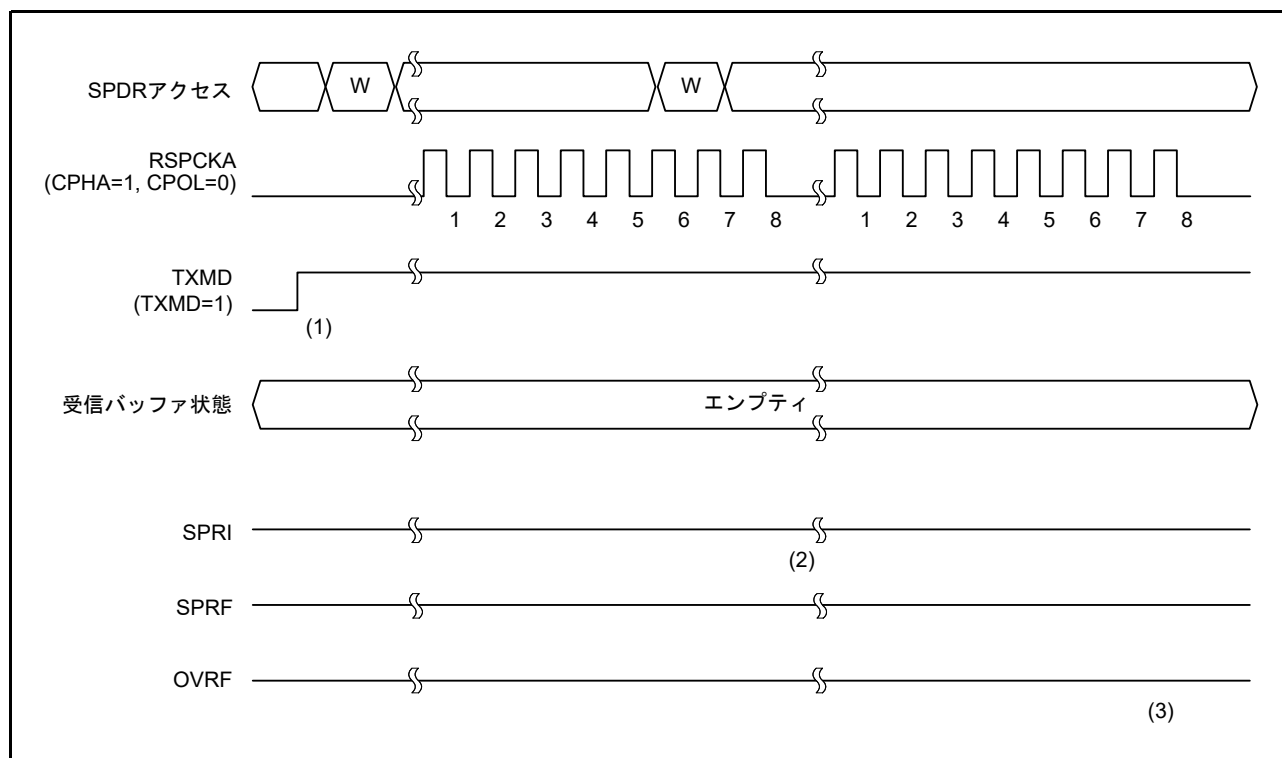 SPDRアクセス
W
W
RSPCKA
(CPHA=1, CPOL=0)
1 2 3 4 5 6 7 8 1 2 3 4 5 6 7 8
TXMD
(TXMD=1)
(1)
受信バッファ状態
エンプティ
SPRI
(2)
SPRF
OVRF
(3)